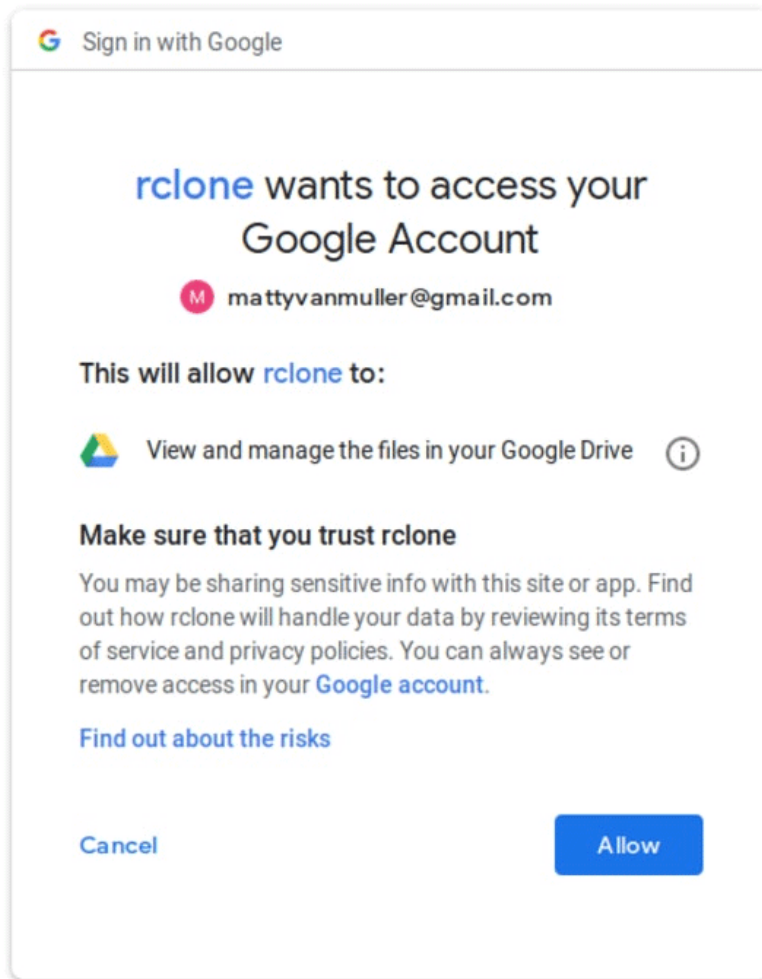 Sign in with Google
rclone wants to access your
Google Account
M mattyvanmuller@gmail.com
This will allow rclone to:
View and manage the files in your Google Drive
Make sure that you trust rclone
You may be sharing sensitive info with this site or app. Find
out how rclone will handle your data by reviewing its terms
of service and privacy policies. You can always see or
remove access in your Google account.
Find out about the risks
Cancel Allow